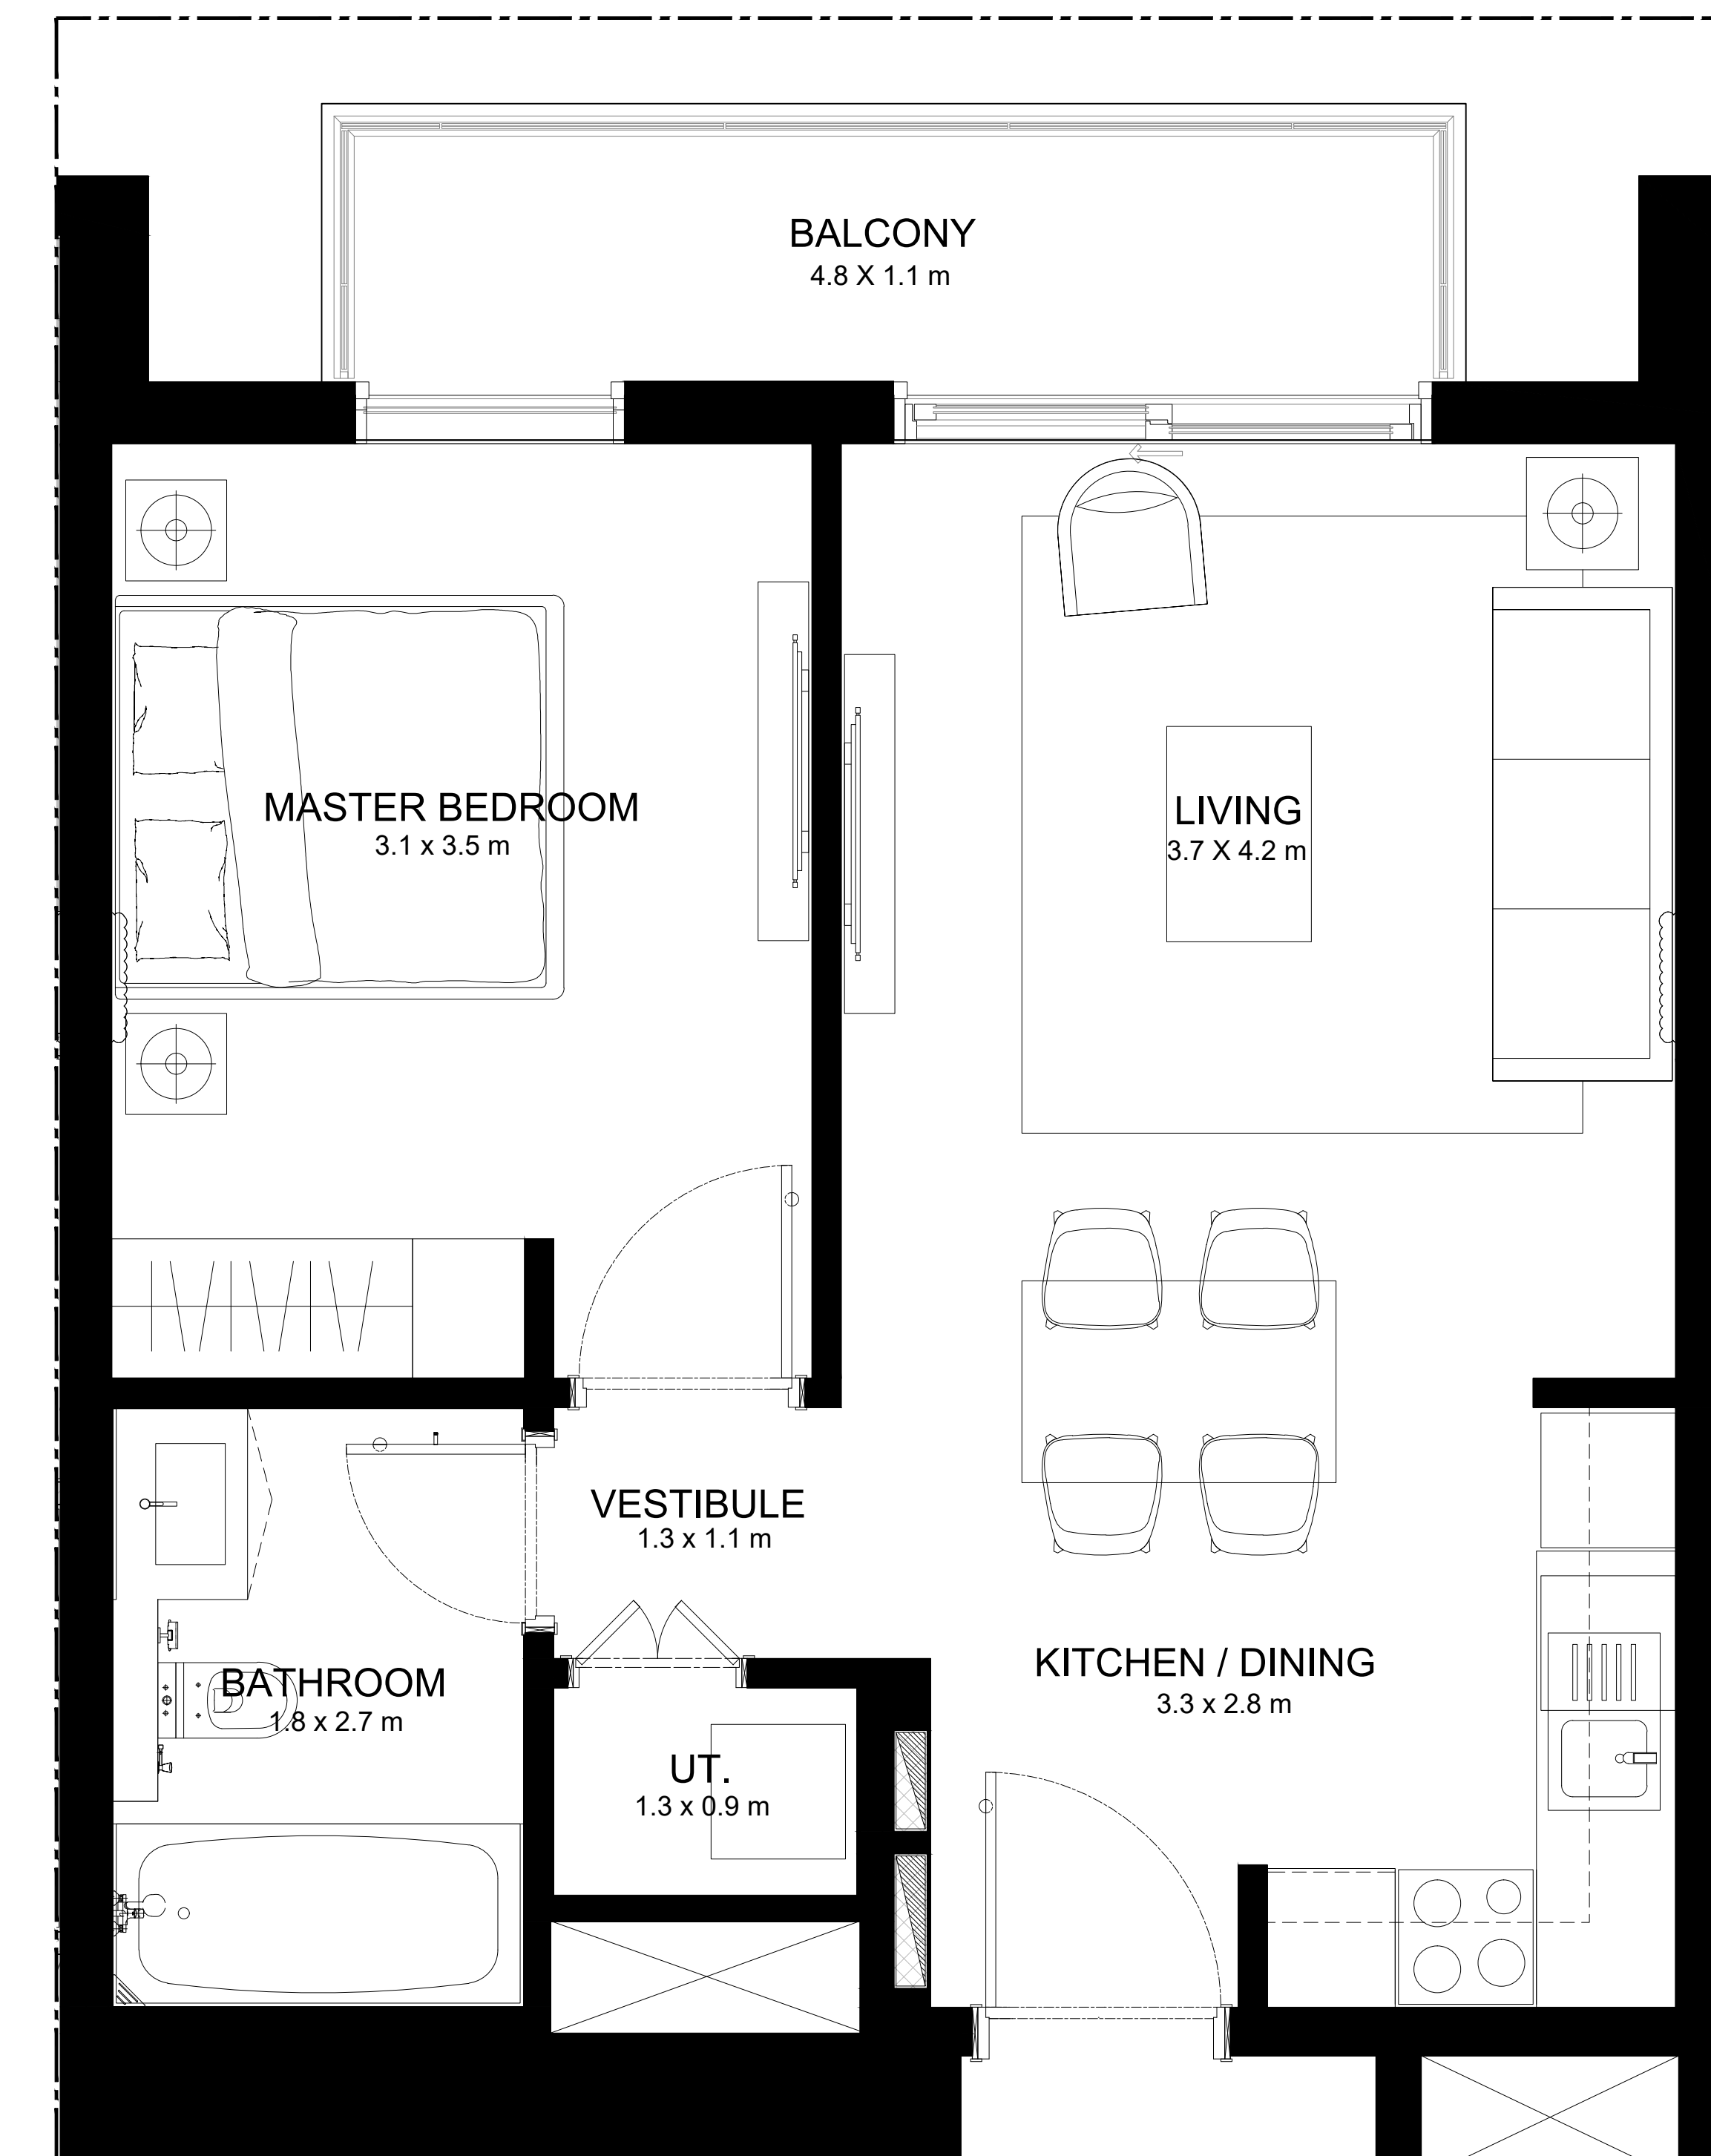 BALCONY
4.8 X 1.1 m
MASTER BEDROOM
3.1 x 3.5 m
LIVING
3.7 X 4.2 m
VESTIBULE
1.3 x 1.1 m
KITCHEN / DINING
3.3 x 2.8 m
BATHROOM
1.8 x 2.7 m
UT.
1.3 x 0.9 m